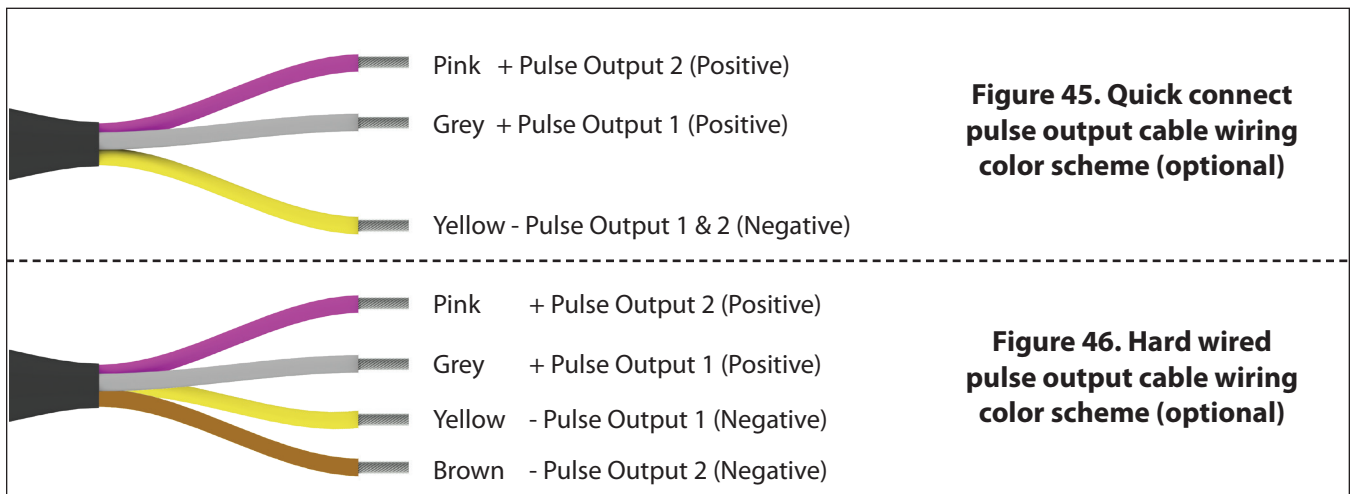 Pink + Pulse Output 2 (Positive)
Grey + Pulse Output 1 (Positive)
Yellow - Pulse Output 1 & 2 (Negative)
Figure 45. Quick connect
pulse output cable wiring
color scheme (optional)
Pink + Pulse Output 2 (Positive)
Grey + Pulse Output 1 (Positive)
Yellow - Pulse Output 1 (Negative)
Brown - Pulse Output 2 (Negative)
Figure 46. Hard wired
pulse output cable wiring
color scheme (optional)